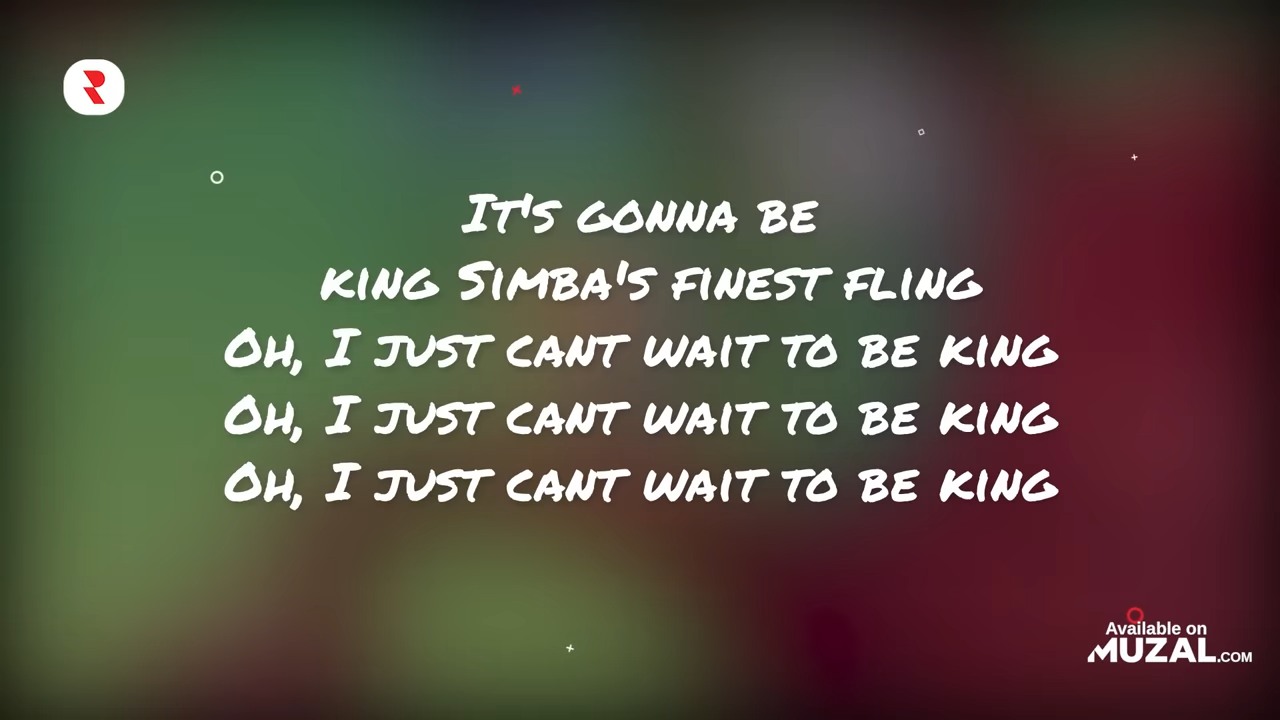 It's gonna be
king Simba's finest fling
Oh, I just cant wait to be king
Oh, I just cant wait to be king
Oh, I just cant wait to be king
Available on
MUZAL.COM